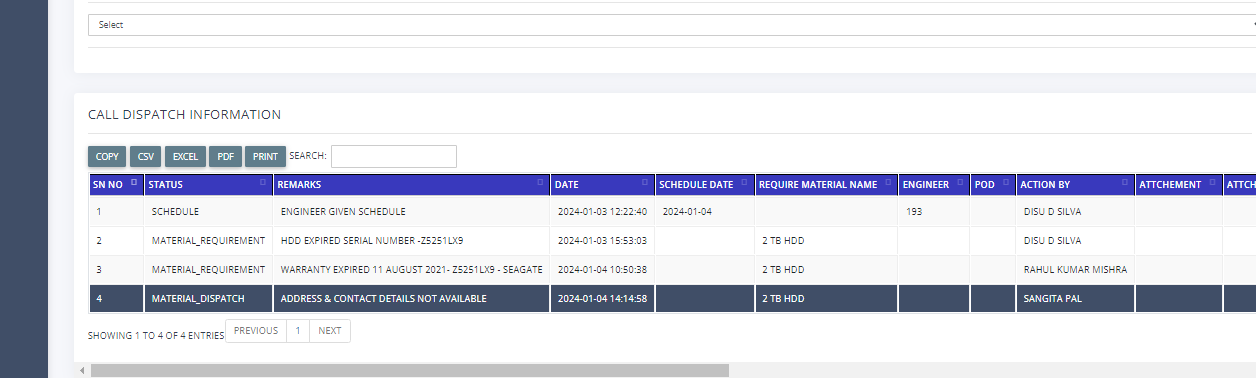 Select
CALL DISPATCH INFORMATION
COPY CSV EXCEL PDF PRINT SEARCH:
SN NO STATUS REMARKS DATE SCHEDULE DATE REQUIRE MATERIAL NAME ENGINEER POD ACTION BY ATTCHEMENT ATTCH
1 SCHEDULE ENGINEER GIVEN SCHEDULE 2024-01-03 12:22:40 2024-01-04 193 DISU D SILVA
2 MATERIAL_REQUIREMENT HDD EXPIRED SERIAL NUMBER -Z5251LX9 2024-01-03 15:53:03 2 TB HDD DISU D SILVA
3 MATERIAL_REQUIREMENT WARRANTY EXPIRED 11 AUGUST 2021- Z5251LX9 - SEAGATE 2024-01-04 10:50:38 2 TB HDD RAHUL KUMAR MISHRA
4 MATERIAL_DISPATCH ADDRESS & CONTACT DETAILS NOT AVAILABLE 2024-01-04 14:14:58 2 TB HDD SANGITA PAL
SHOWING 1 TO 4 OF 4 ENTRIES PREVIOUS 1 NEXT